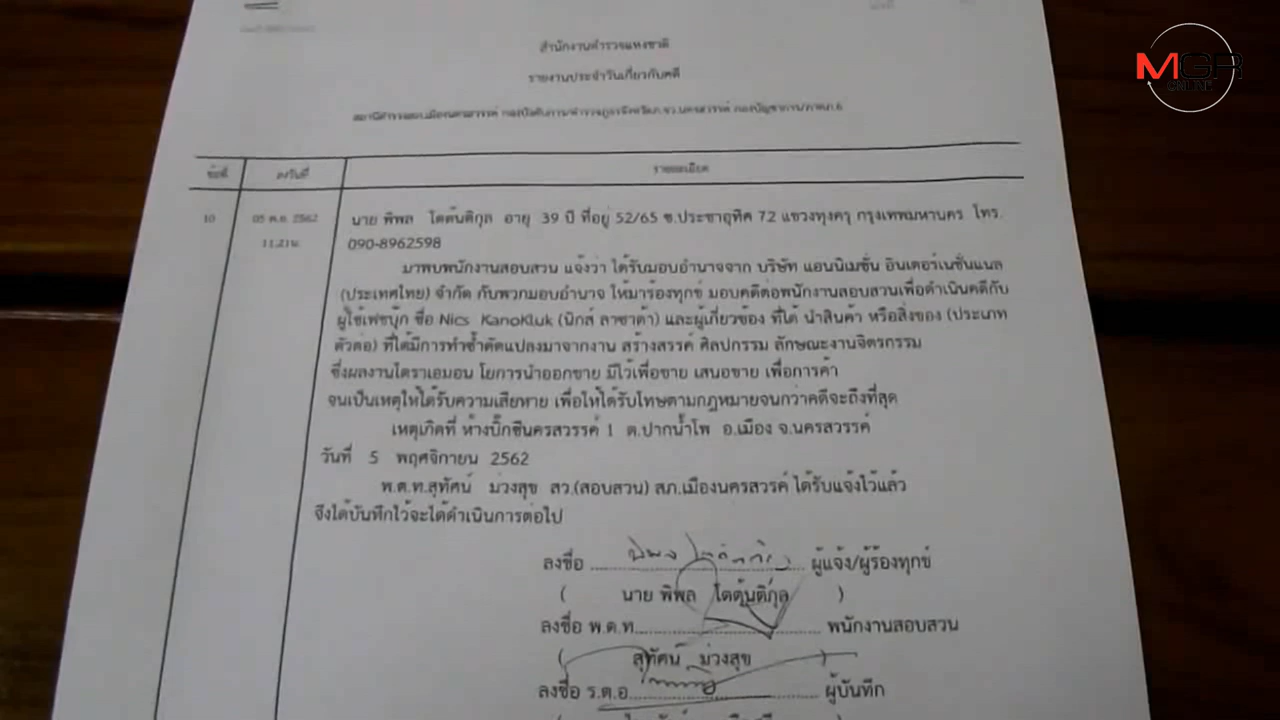 MGR
ONLINE
สำนักงานตำรวจแห่งชาติ
รายงานประจำวันเกี่ยวกับคดี
สถานีตำรวจ
ข้อที่ ลงวันที่ รายละเอียด
10 05 พ.ย. 2562 นาย พิพล โตตันติกุล อายุ 39 ปี ที่อยู่ 52/65 ซ.ประชาอุทิศ 72 แขวงทุ่งครุ กรุงเทพมหานคร โทร.
11.21น. 090-8962598
มาพบพนักงานสอบสวน แจ้งว่า ได้รับมอบอำนาจจาก บริษัท แอนนิเมชั่น อินเตอร์เนชั่นแนล
(ประเทศไทย) จำกัด กับพวกมอบอำนาจ ให้มาร้องทุกข์ มอบคดีต่อพนักงานสอบสวนเพื่อดำเนินคดีกับ
ผู้ใช้เฟซบุ๊ก ชื่อ Nics KanoKluk (นิกส์ ลาซาด้า) และผู้เกี่ยวข้อง ที่ได้ นำสินค้า หรือสิ่งของ (ประเภท
ตัวต่อ) ที่ได้มีการทำซ้ำดัดแปลงมาจากงาน สร้างสรรค์ ศิลปกรรม ลักษณะงานจิตรกรรม
ซึ่งผลงานโดราเอมอน โยการนำออกขาย มีไว้เพื่อขาย เสนอขาย เพื่อการค้า
จนเป็นเหตุให้ได้รับความเสียหาย เพื่อให้ได้รับโทษตามกฎหมายจนกว่าคดีจะถึงที่สุด
เหตุเกิดที่ ห้างบิ๊กซีนครสวรรค์ 1 ต.ปากน้ำโพ อ.เมือง จ.นครสวรรค์
วันที่ 5 พฤศจิกายน 2562
พ.ต.ท.สุทัศน์ ม่วงสุข สว.(สอบสวน) สภ.เมืองนครสวรค์ ได้รับแจ้งไว้แล้ว
จึงได้บันทึกไว้จะได้ดำเนินการต่อไป
ลงชื่อ ผู้แจ้ง/ผู้ร้องทุกข์
( นาย พิพล โตตันติกุล )
ลงชื่อ พ.ต.ท. พนักงานสอบสวน
( สุทัศน์ ม่วงสุข )
ลงชื่อ ร.ต.อ. ผู้บันทึก